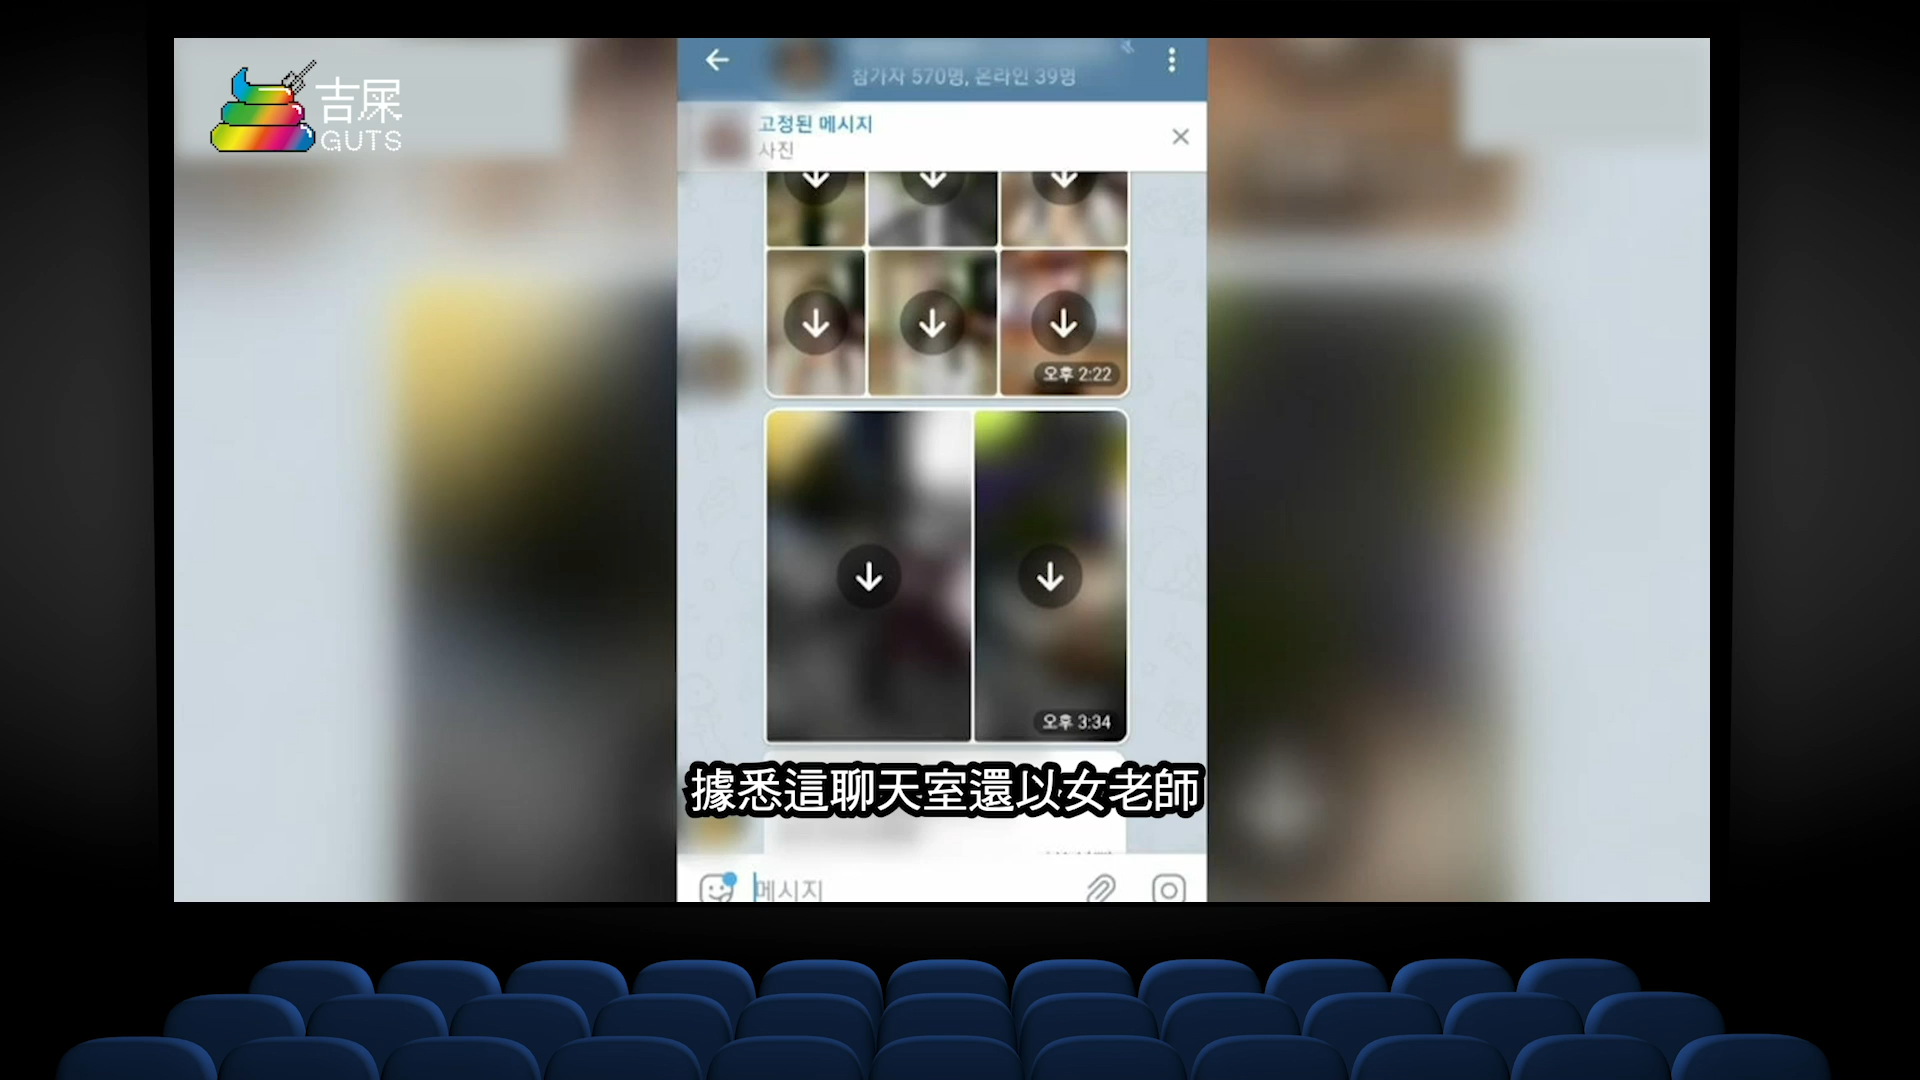 吉屎
GUTS
참가자 570명, 온라인 39명
고정된 메시지
사진
오후 2:22
오후 3:34
據悉這聊天室還以女老師
메시지